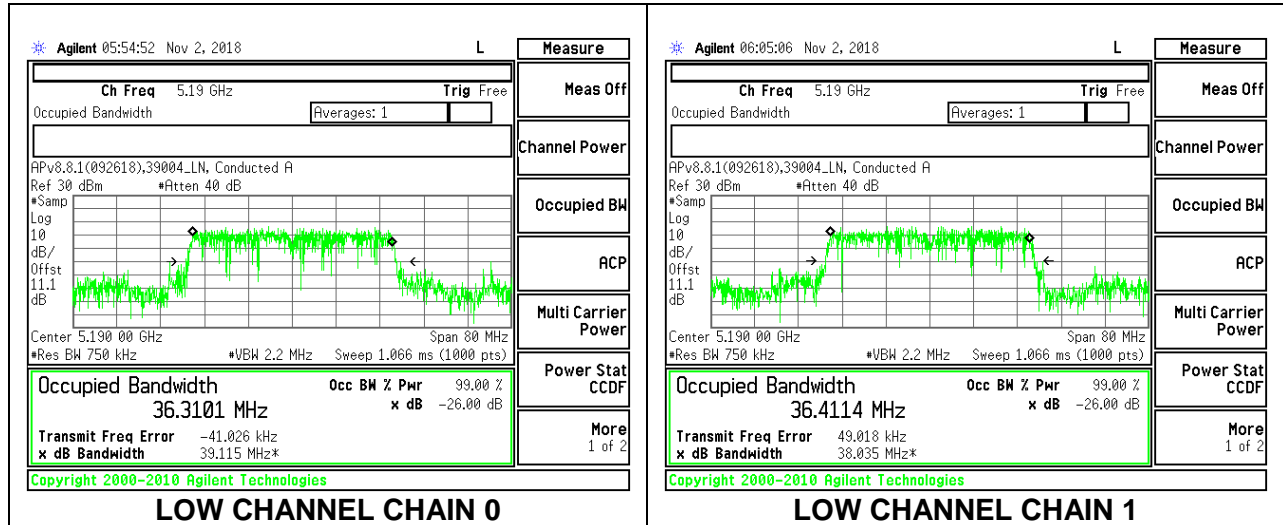 Agilent 05:54:52 Nov 2, 2018 L
Measure
Ch Freq 5.19 GHz Trig Free
Occupied Bandwidth Averages: 1
APv8.8.1(092618),39004_LN, Conducted A
Ref 30 dBm #Atten 40 dB
#Samp
Log
10
dB/
Offst
11.1
dB
Center 5.190 00 GHz Span 80 MHz
#Res BW 750 kHz #VBW 2.2 MHz Sweep 1.066 ms (1000 pts)
Occupied Bandwidth Occ BW % Pwr 99.00 %
36.3101 MHz x dB -26.00 dB
Transmit Freq Error -41.026 kHz
x dB Bandwidth 39.115 MHz*
Meas Off
Channel Power
Occupied BW
ACP
Multi Carrier
Power
Power Stat
CCDF
More
1 of 2
Copyright 2000-2010 Agilent Technologies
LOW CHANNEL CHAIN 0
Agilent 06:05:06 Nov 2, 2018 L
Measure
Ch Freq 5.19 GHz Trig Free
Occupied Bandwidth Averages: 1
APv8.8.1(092618),39004_LN, Conducted A
Ref 30 dBm #Atten 40 dB
#Samp
Log
10
dB/
Offst
11.1
dB
Center 5.190 00 GHz Span 80 MHz
#Res BW 750 kHz #VBW 2.2 MHz Sweep 1.066 ms (1000 pts)
Occupied Bandwidth Occ BW % Pwr 99.00 %
36.4114 MHz x dB -26.00 dB
Transmit Freq Error 49.018 kHz
x dB Bandwidth 38.035 MHz*
Meas Off
Channel Power
Occupied BW
ACP
Multi Carrier
Power
Power Stat
CCDF
More
1 of 2
Copyright 2000-2010 Agilent Technologies
LOW CHANNEL CHAIN 1